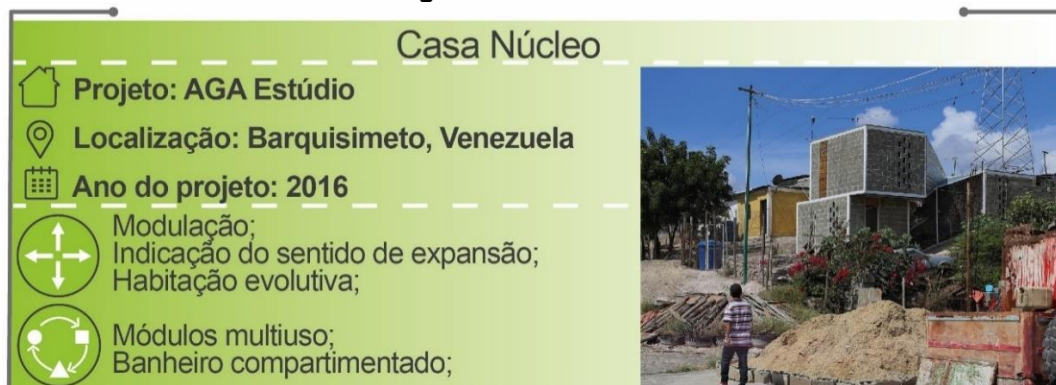 Casa Núcleo
Projeto: AGA Estúdio
Localização: Barquisimeto, Venezuela
Ano do projeto: 2016
Modulação;
Indicação do sentido de expansão;
Habitação evolutiva;
Módulos multiuso;
Banheiro compartimentado;